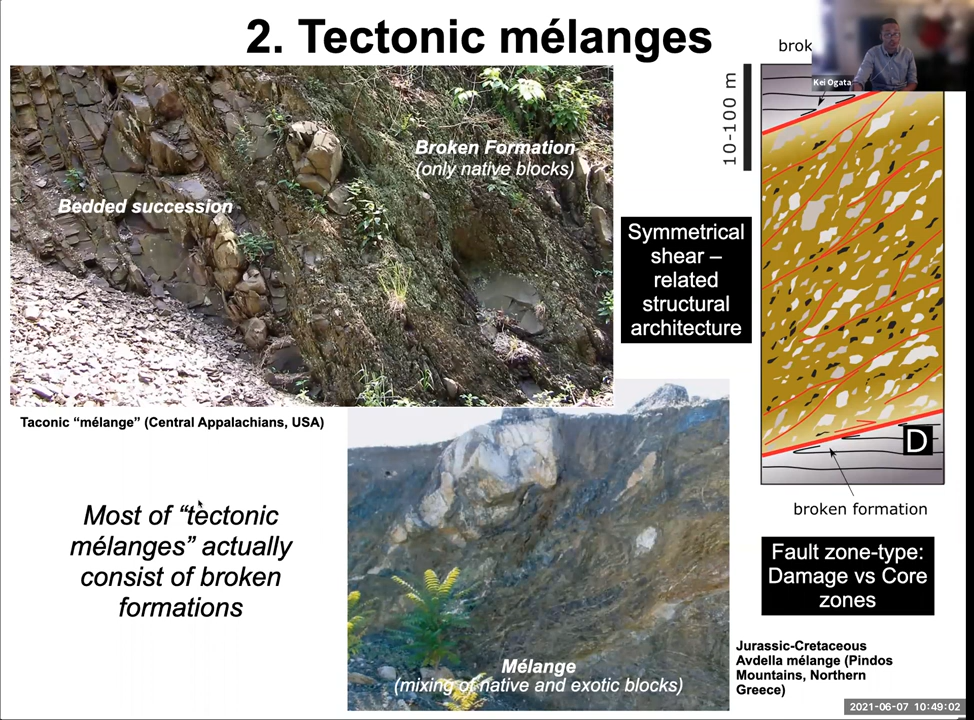 2. Tectonic mélanges
brok
Kei Ogata
10-100 m
Broken Formation
(only native blocks)
Bedded succession
Symmetrical
shear –
related
structural
architecture
D
Taconic “mélange” (Central Appalachians, USA)
broken formation
Most of “tectonic
mélanges” actually
consist of broken
formations
Fault zone-type:
Damage vs Core
zones
Mélange
(mixing of native and exotic blocks)
Jurassic-Cretaceous
Avdella mélange (Pindos
Mountains, Northern
Greece)
2021-06-07 10:49:02